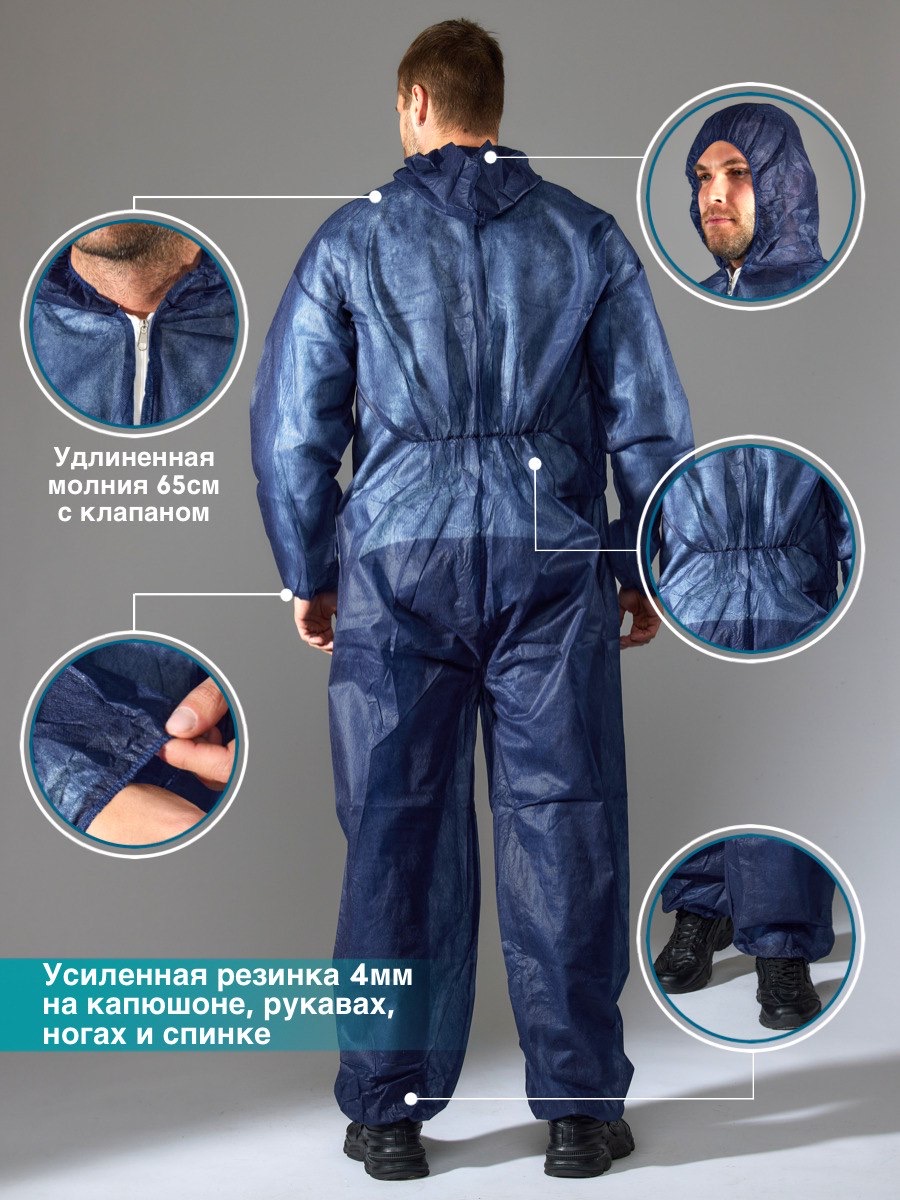 Удлиненная
молния 65см
с клапаном
Усиленная резинка 4мм
на капюшоне, рукавах,
ногах и спинке